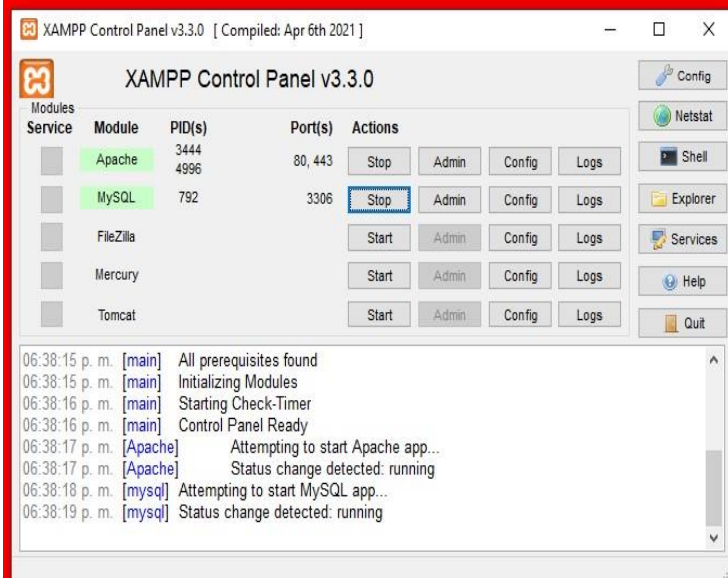 XAMPP Control Panel v3.3.0 [ Compiled: Apr 6th 2021 ]
XAMPP Control Panel v3.3.0
Config
Modules
Service Module PID(s) Port(s) Actions
Netstat
Apache 3444 4996 80, 443 Stop Admin Config Logs
Shell
MySQL 792 3306 Stop Admin Config Logs
Explorer
FileZilla Start Admin Config Logs
Services
Mercury Start Admin Config Logs
Help
Tomcat Start Admin Config Logs
Quit
06:38:15 p. m. [main] All prerequisites found
06:38:15 p. m. [main] Initializing Modules
06:38:16 p. m. [main] Starting Check-Timer
06:38:16 p. m. [main] Control Panel Ready
06:38:17 p. m. [Apache] Attempting to start Apache app...
06:38:17 p. m. [Apache] Status change detected: running
06:38:18 p. m. [mysql] Attempting to start MySQL app...
06:38:19 p. m. [mysql] Status change detected: running